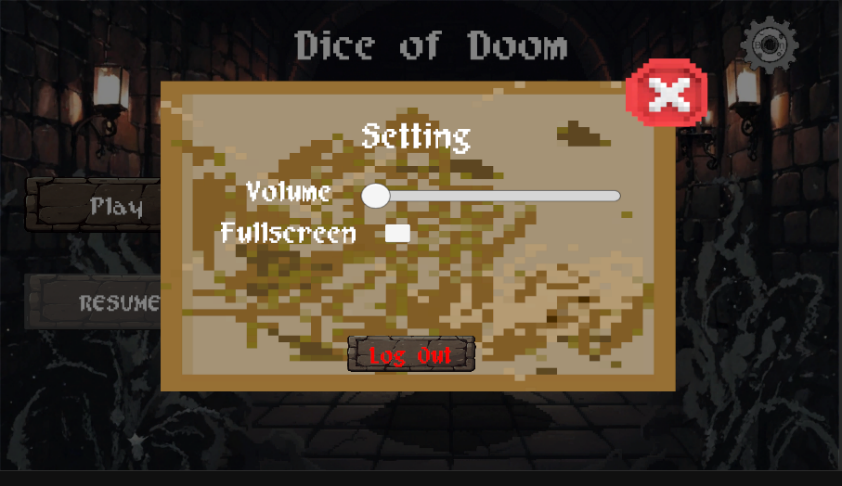 Dice of Doom
Setting
Volume
Play
Fullscreen
RESUME
Log Out